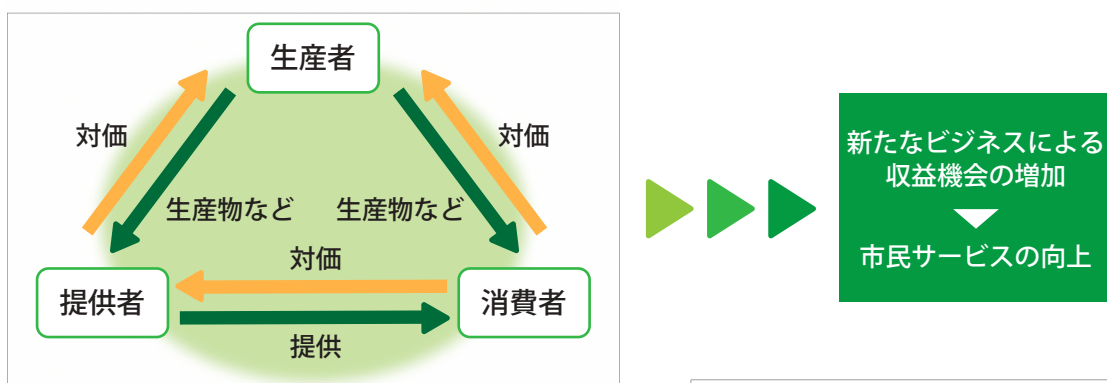 生産者
対価
対価
生産物など
生産物など
対価
提供者
消費者
提供
新たなビジネスによる
収益機会の増加
市民サービスの向上